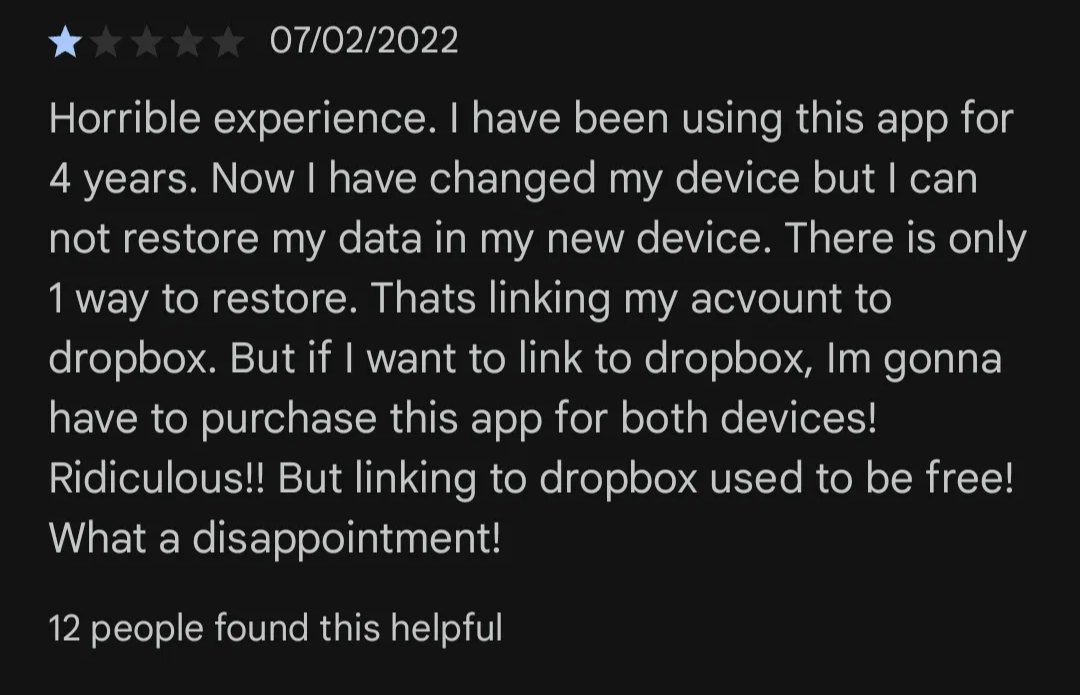 07/02/2022
Horrible experience. I have been using this app for
4 years. Now I have changed my device but I can
not restore my data in my new device. There is only
1 way to restore. Thats linking my acvount to
dropbox. But if I want to link to dropbox, Im gonna
have to purchase this app for both devices!
Ridiculous!! But linking to dropbox used to be free!
What a disappointment!
12 people found this helpful